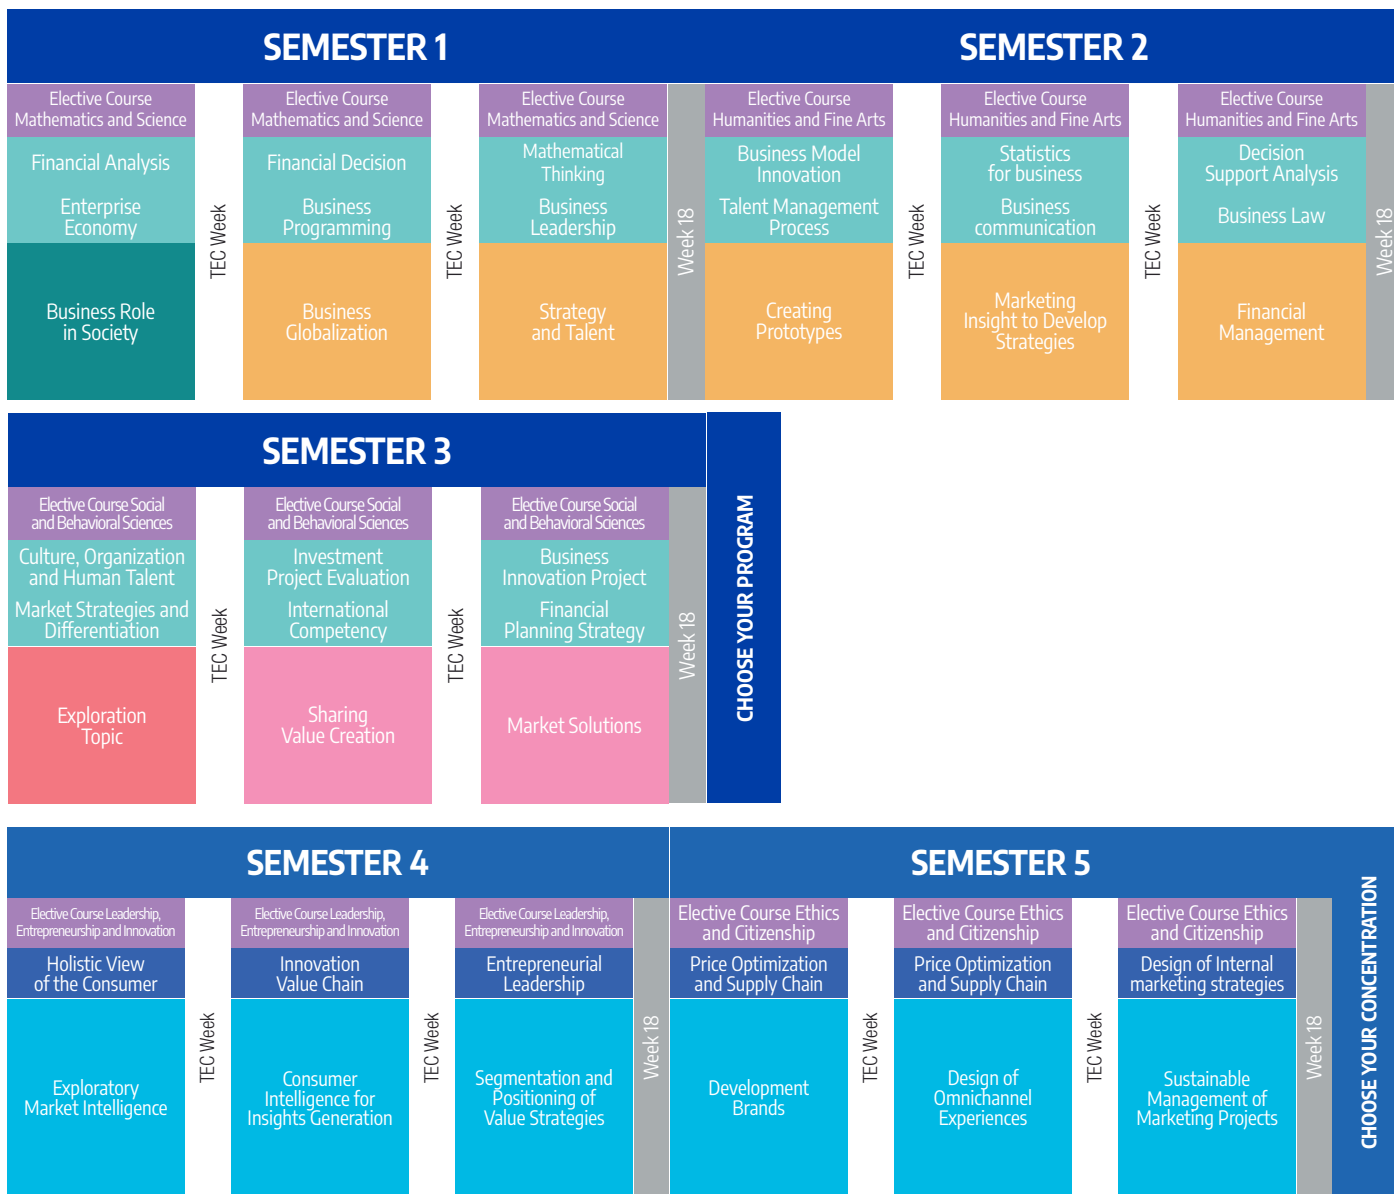 SEMESTER 1
Elective Course
Mathematics and Science
Financial Analysis
Enterprise
Economy
Business Role
in Society
TEC Week
Elective Course
Mathematics and Science
Financial Decision
Business
Programming
Business
Globalization
TEC Week
Elective Course
Mathematics and Science
Mathematical
Thinking
Business
Leadership
Strategy
and Talent
Week 18
SEMESTER 2
Elective Course
Humanities and Fine Arts
Business Model
Innovation
Talent Management
Process
Creating
Prototypes
TEC Week
Elective Course
Humanities and Fine Arts
Statistics
for business
Business
communication
Marketing
Insight to Develop
Strategies
TEC Week
Elective Course
Humanities and Fine Arts
Decision
Support Analysis
Business Law
Financial
Management
Week 18
SEMESTER 3
Elective Course Social
and Behavioral Sciences
Culture, Organization
and Human Talent
Market Strategies and
Differentiation
Exploration
Topic
TEC Week
Elective Course Social
and Behavioral Sciences
Investment
Project Evaluation
International
Competency
Sharing
Value Creation
TEC Week
Elective Course Social
and Behavioral Sciences
Business
Innovation Project
Financial
Planning Strategy
Market Solutions
Week 18
CHOOSE YOUR PROGRAM
SEMESTER 4
Elective Course Leadership,
Entrepreneurship and Innovation
Holistic View
of the Consumer
Exploratory
Market Intelligence
TEC Week
Elective Course Leadership,
Entrepreneurship and Innovation
Innovation
Value Chain
Consumer
Intelligence for
Insights Generation
TEC Week
Elective Course Leadership,
Entrepreneurship and Innovation
Entrepreneurial
Leadership
Segmentation and
Positioning of
Value Strategies
Week 18
SEMESTER 5
Elective Course Ethics
and Citizenship
Price Optimization
and Supply Chain
Development
Brands
TEC Week
Elective Course Ethics
and Citizenship
Price Optimization
and Supply Chain
Design of
Omnichannel
Experiences
TEC Week
Elective Course Ethics
and Citizenship
Design of Internal
marketing strategies
Sustainable
Management of
Marketing Projects
Week 18
CHOOSE YOUR CONCENTRATION